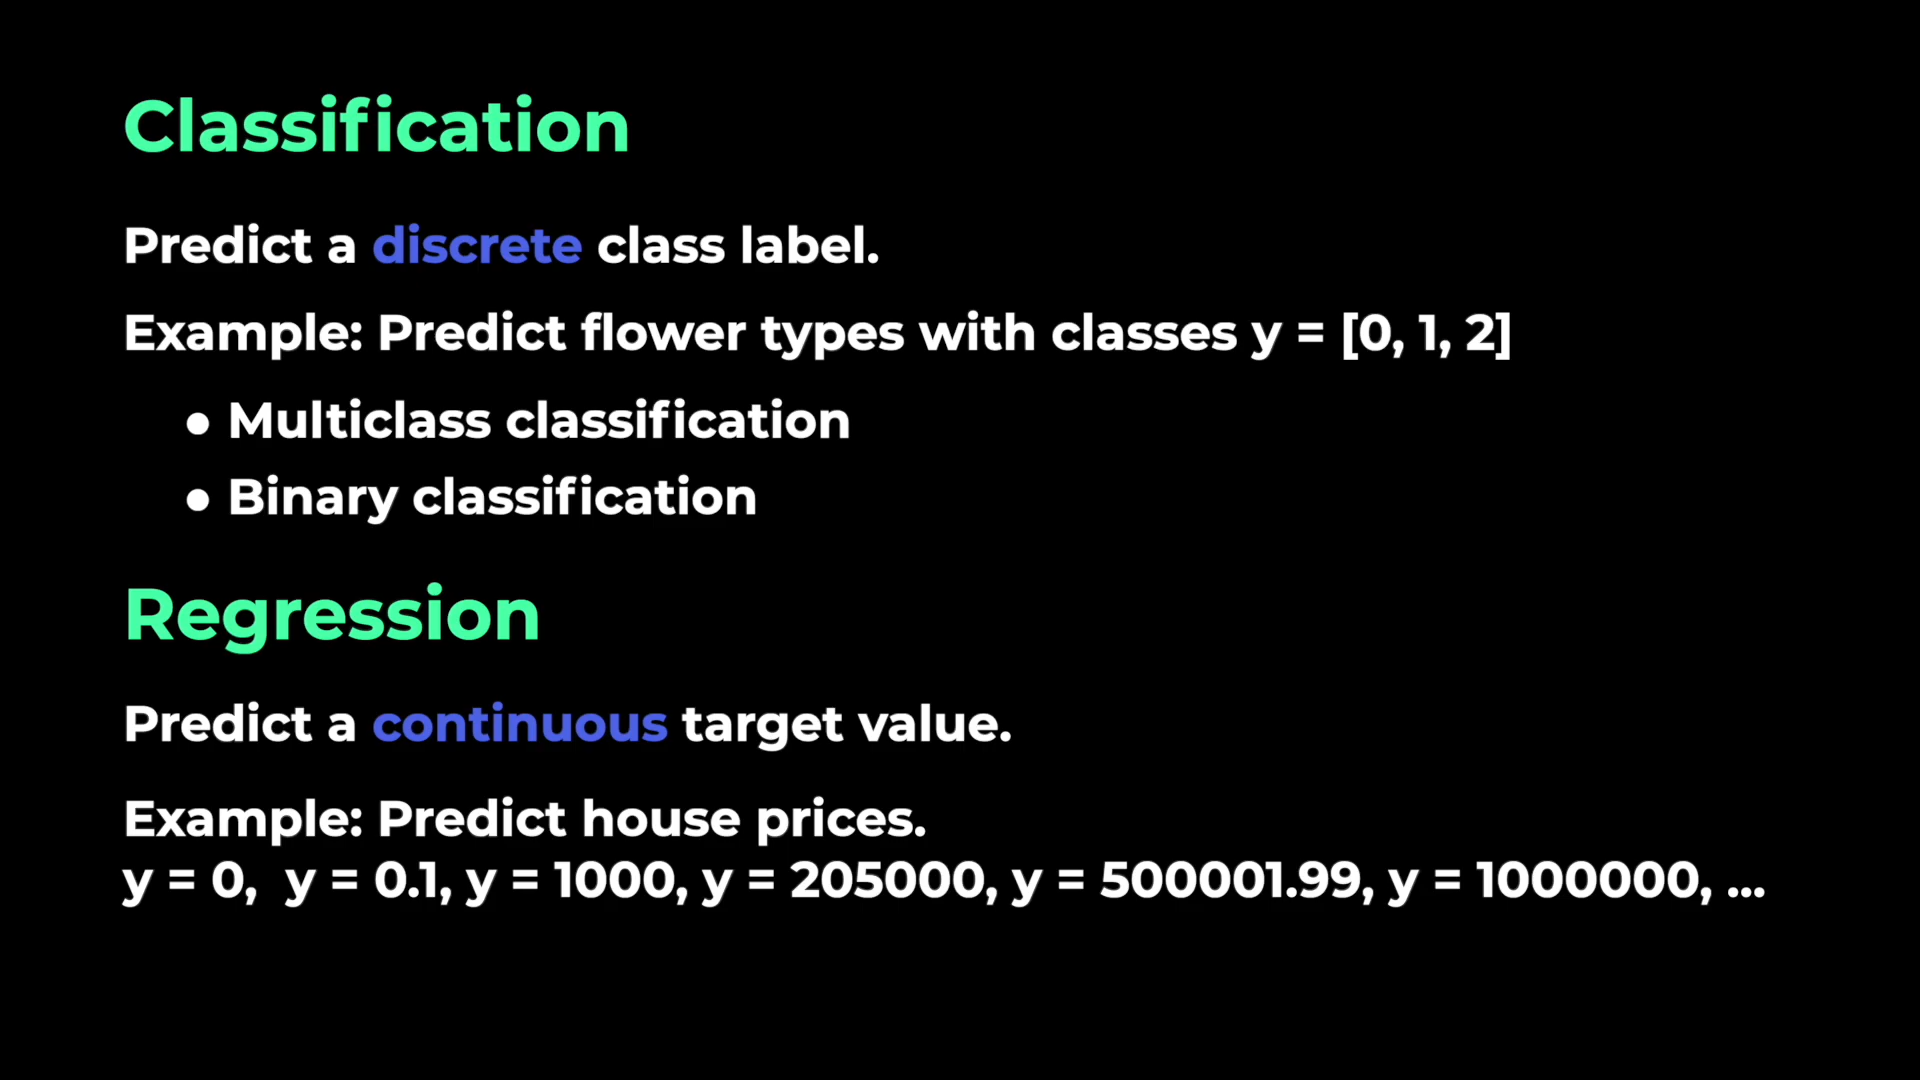 Classification
Predict a discrete class label.
Example: Predict flower types with classes y = [0, 1, 2]
● Multiclass classification
● Binary classification
Regression
Predict a continuous target value.
Example: Predict house prices.
y = 0,  y = 0.1, y = 1000, y = 205000, y = 500001.99, y = 1000000, ...